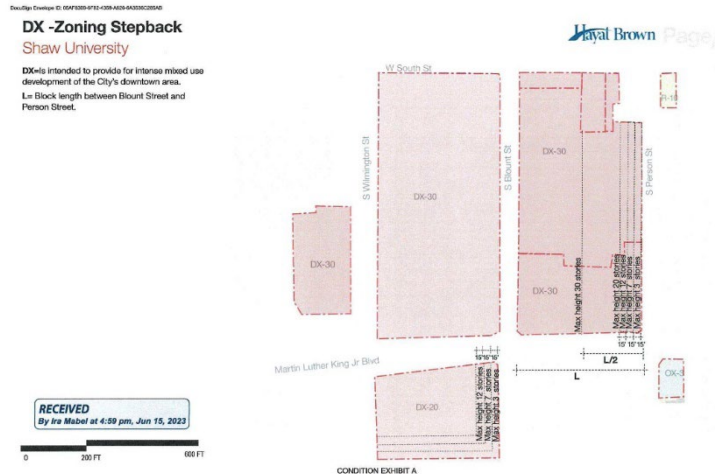 DX -Zoning Stepback
Shaw University
DX=Is intended to provide for intense mixed use
development of the City's downtown area.
L= Block length between Blount Street and
Person Street.
Hayat Brown
Page,
W South St
S Wilmington St
S Blount St
S Person St
DX-30
DX-30
DX-30
DX-30
Max height 30 stories
Max height 20 stories
Max height 12 stories
Max height 7 stories
Max height 3 stories
15' 15' 15'
L/2
L
Martin Luther King Jr Blvd
15' 15' 15'
Max height 12 stories
Max height 7 stories
Max height 3 stories
DX-20
OX-3
RECEIVED
By Ira Mabel at 4:59 pm, Jun 15, 2023
0 200 FT 600 FT
CONDITION EXHIBIT A